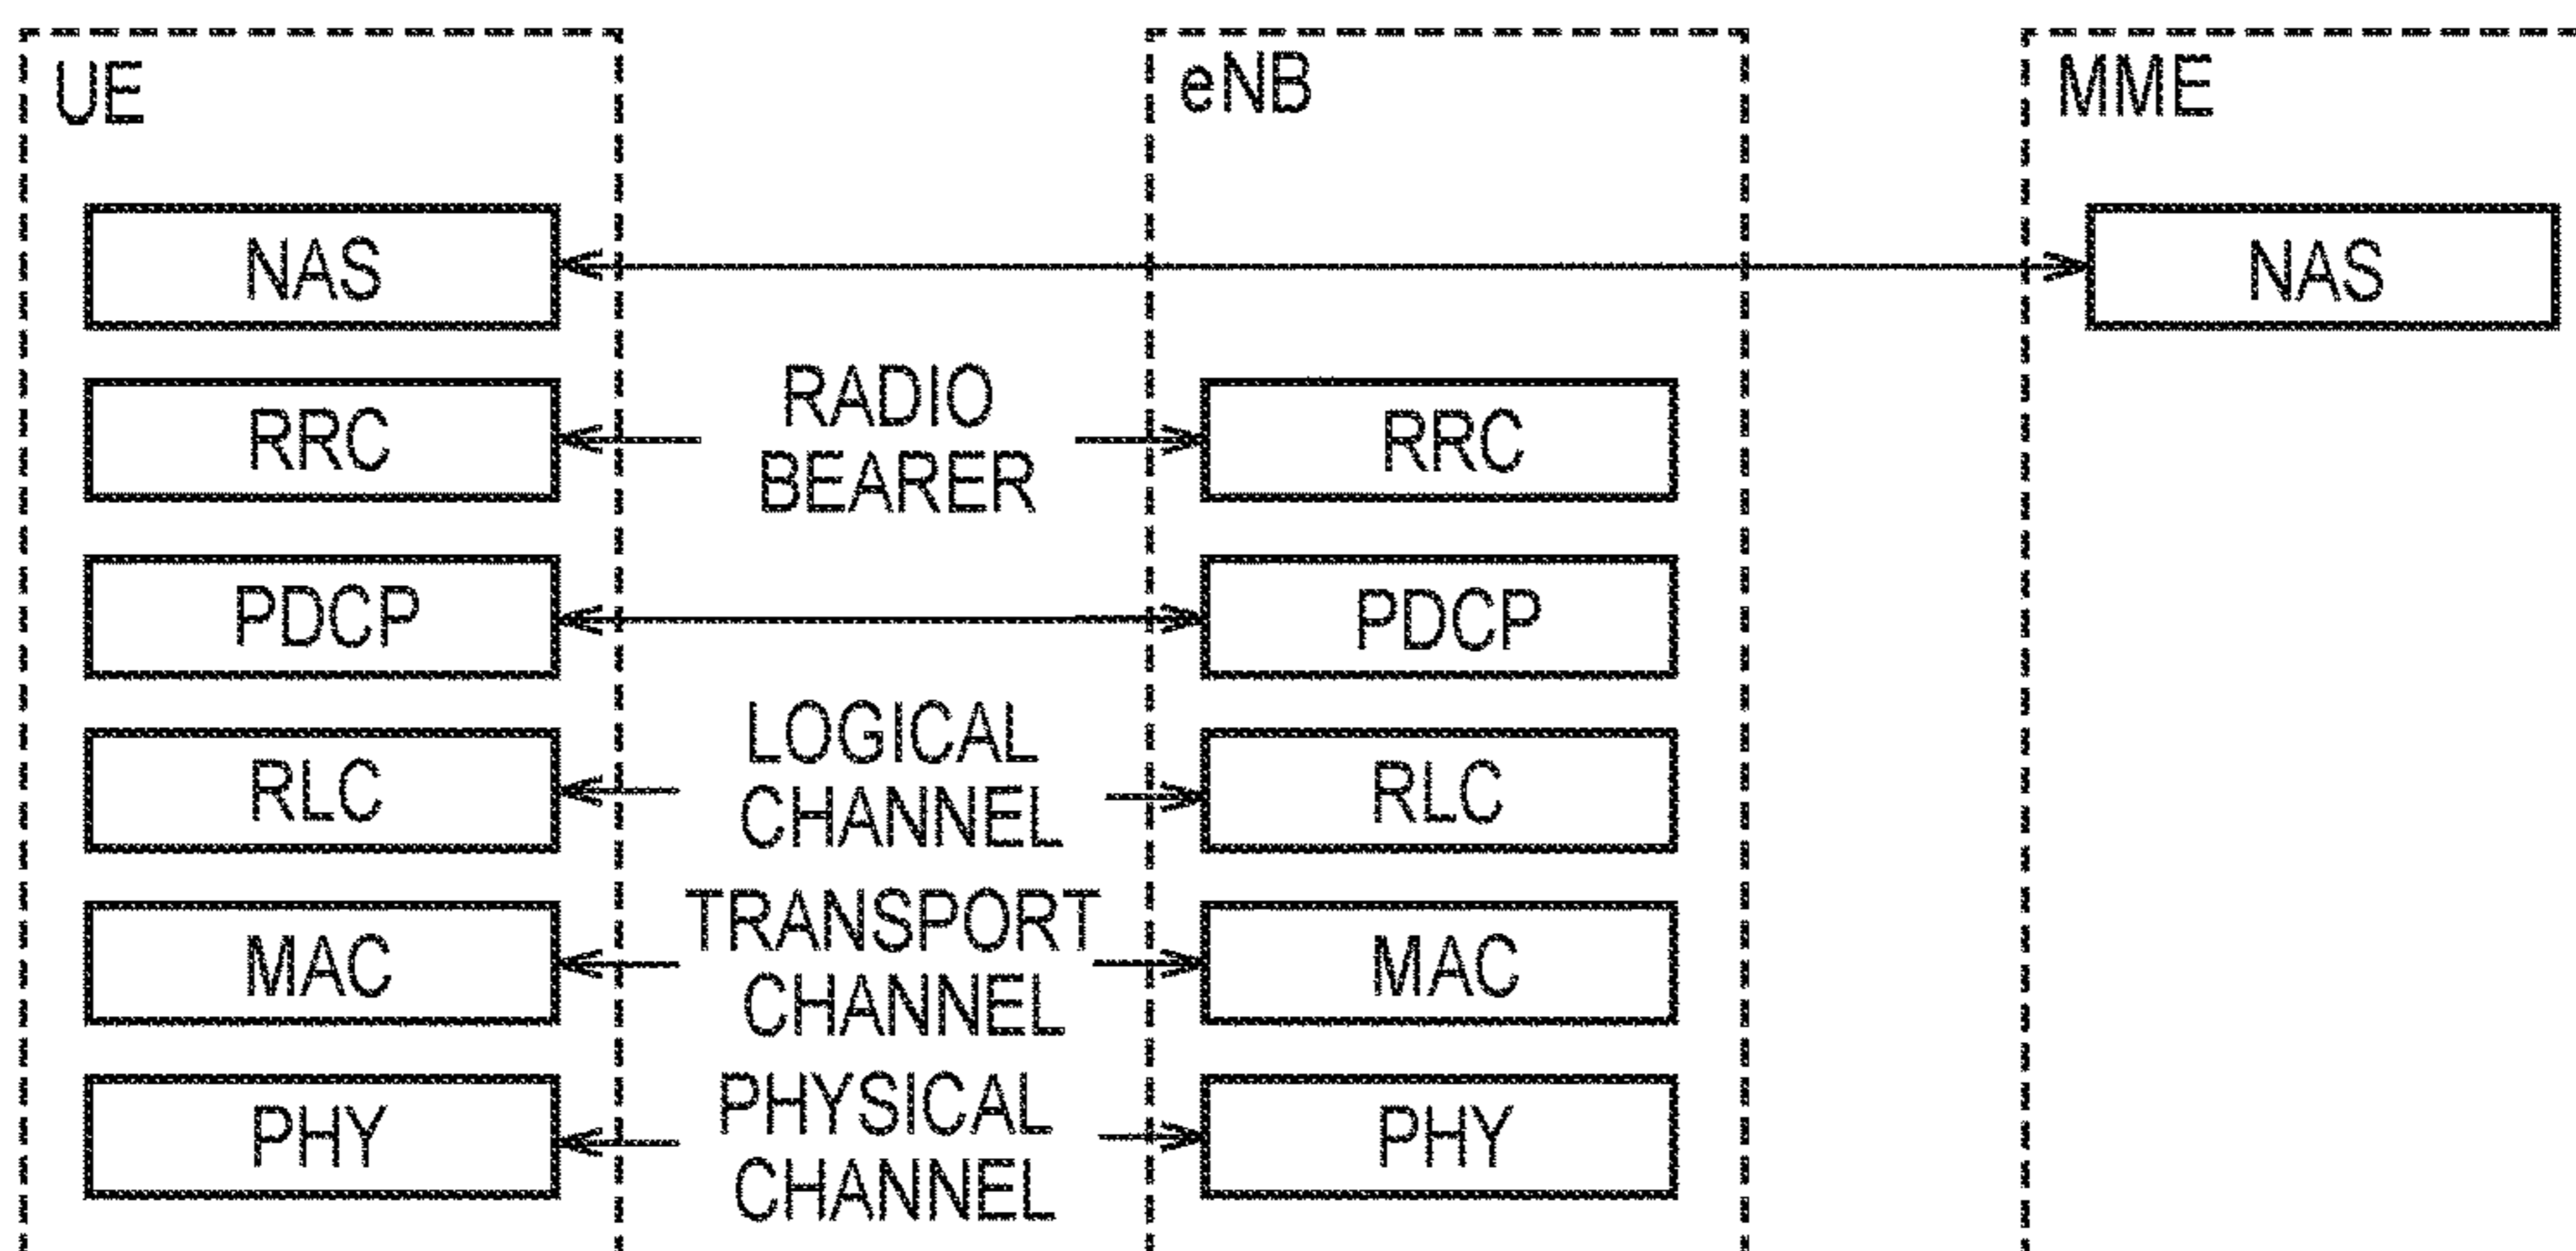 UE
eNB
MME
NAS
NAS
RADIO
BEARER
RRC
RRC
PDCP
PDCP
LOGICAL
CHANNEL
RLC
RLC
TRANSPORT
CHANNEL
MAC
MAC
PHYSICAL
CHANNEL
PHY
PHY